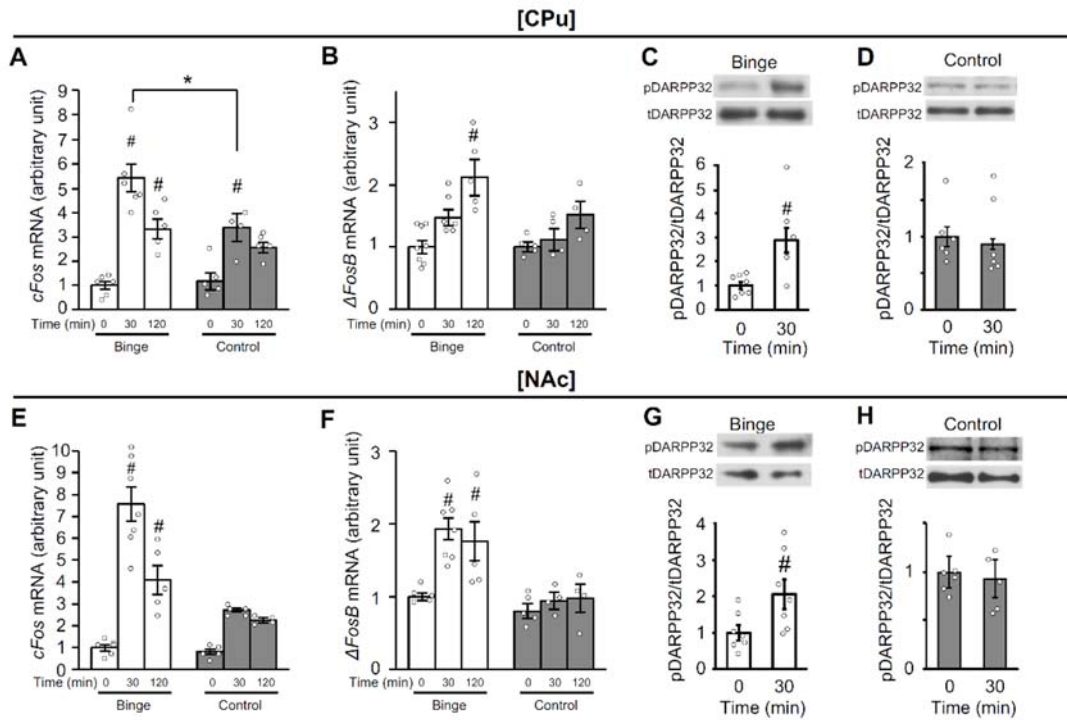 [CPu]
A
B
C
D
cFos mRNA (arbitrary unit)
9
8
7
6
5
4
3
2
1
0
*
#
#
#
Time (min) 0 30 120 0 30 120
Binge Control
ΔFosB mRNA (arbitrary unit)
3
2
1
0
#
Time (min) 0 30 120 0 30 120
Binge Control
Binge
pDARPP32
tDARPP32
pDARPP32/tDARPP32
6
5
4
3
2
1
0
#
0 30
Time (min)
Control
pDARPP32
tDARPP32
pDARPP32/tDARPP32
2
1
0
0 30
Time (min)
[NAc]
E
F
G
H
cFos mRNA (arbitrary unit)
10
9
8
7
6
5
4
3
2
1
0
#
#
Time (min) 0 30 120 0 30 120
Binge Control
ΔFosB mRNA (arbitrary unit)
3
2
1
0
#
#
Time (min) 0 30 120 0 30 120
Binge Control
Binge
pDARPP32
tDARPP32
pDARPP32/tDARPP32
4
3
2
1
0
#
0 30
Time (min)
Control
pDARPP32
tDARPP32
pDARPP32/tDARPP32
2
1
0
0 30
Time (min)